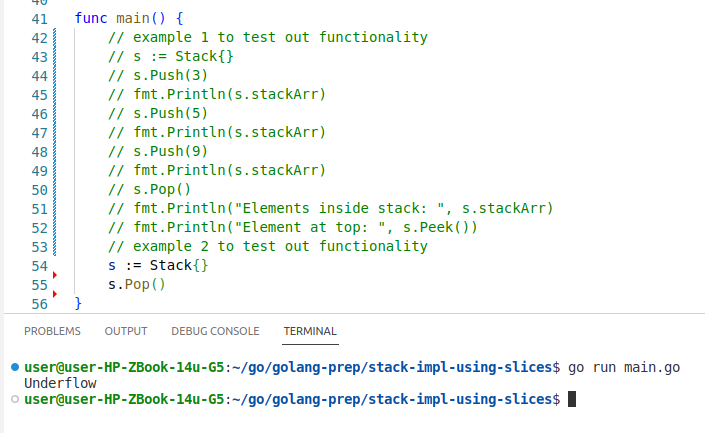 41 func main() {
42 // example 1 to test out functionality
43 // s := Stack{}
44 // s.Push(3)
45 // fmt.Println(s.stackArr)
46 // s.Push(5)
47 // fmt.Println(s.stackArr)
48 // s.Push(9)
49 // fmt.Println(s.stackArr)
50 // s.Pop()
51 // fmt.Println("Elements inside stack: ", s.stackArr)
52 // fmt.Println("Element at top: ", s.Peek())
53 // example 2 to test out functionality
54 s := Stack{}
55 s.Pop()
56 }
PROBLEMS OUTPUT DEBUG CONSOLE TERMINAL
user@user-HP-ZBook-14u-G5:~/go/golang-prep/stack-impl-using-slices$ go run main.go
Underflow
user@user-HP-ZBook-14u-G5:~/go/golang-prep/stack-impl-using-slices$